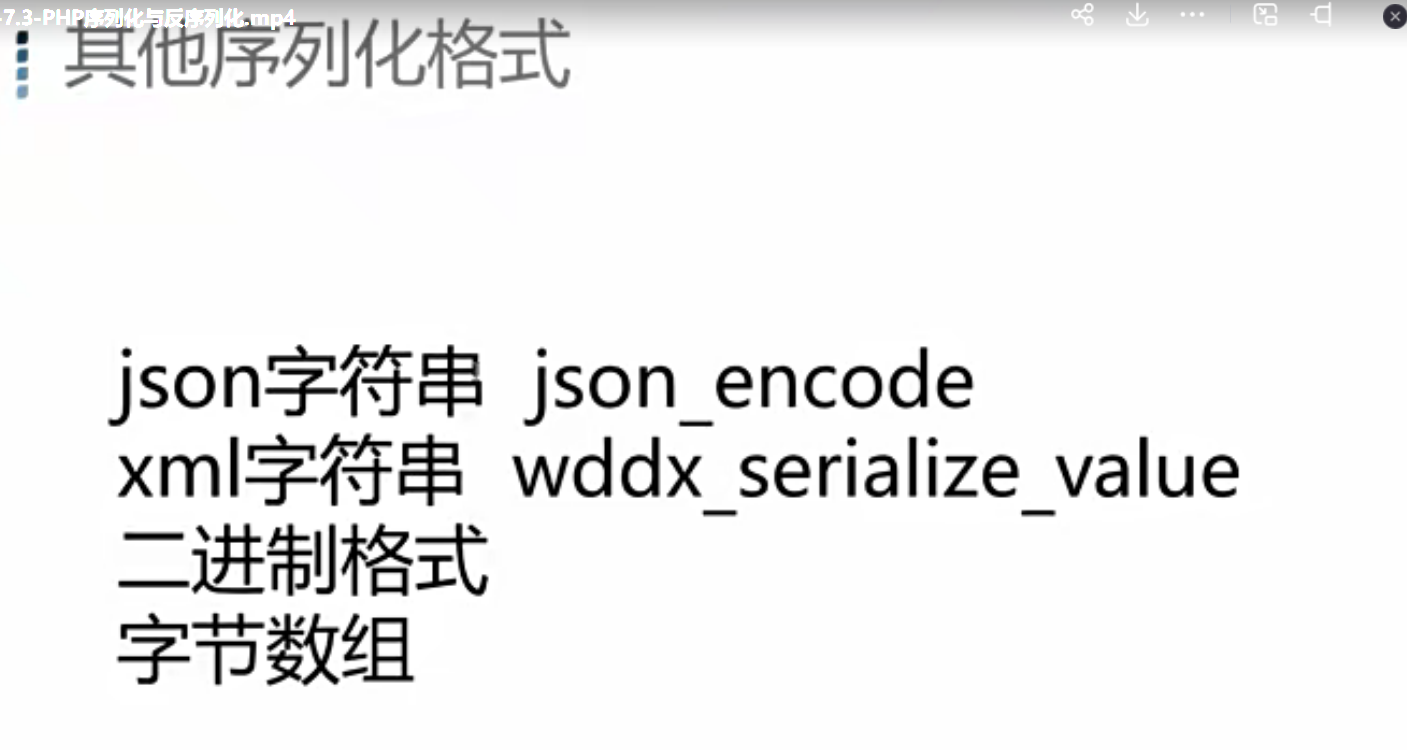 -7.3-PHP序列化与反序列化.mp4
其他序列化格式
json字符串 json_encode
xml字符串 wddx_serialize_value
二进制格式
字节数组